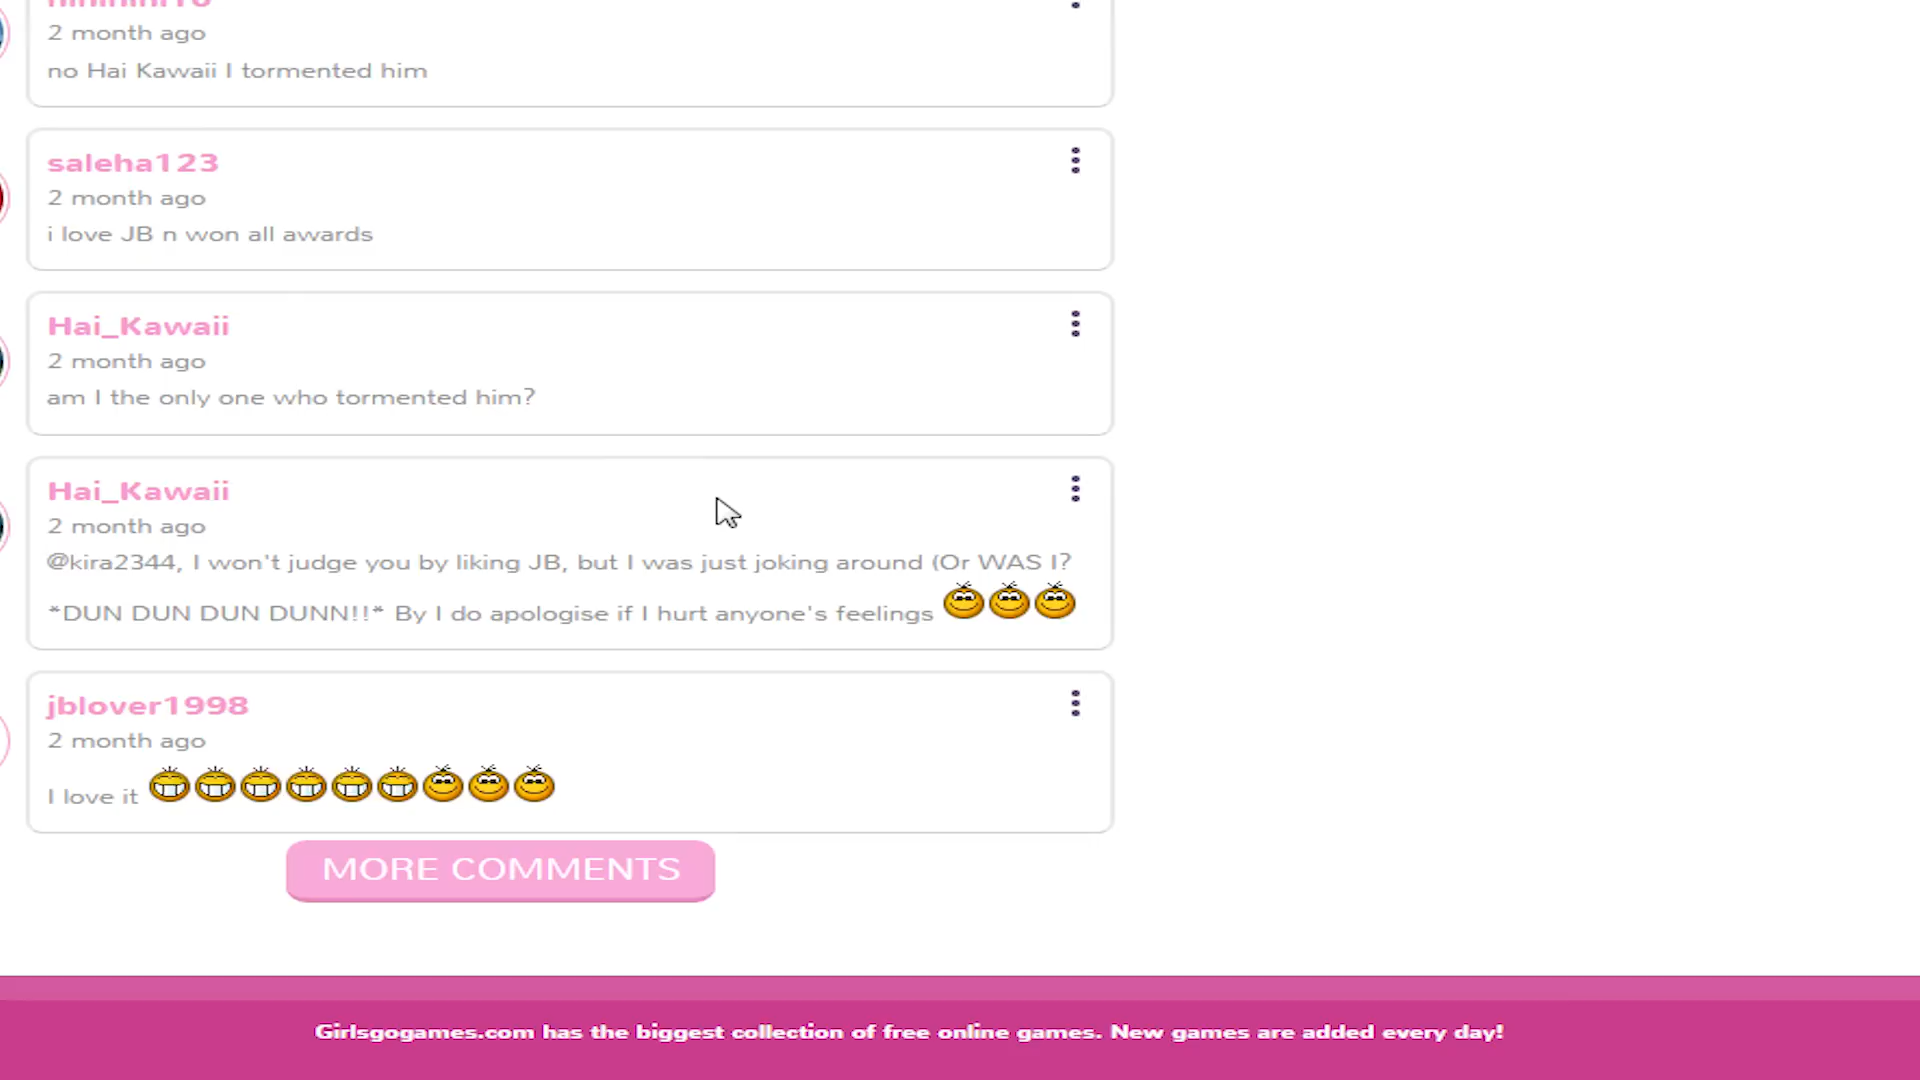 2 month ago
no Hai Kawaii I tormented him
saleha123
2 month ago
i love JB n won all awards
Hai_Kawaii
2 month ago
am I the only one who tormented him?
Hai_Kawaii
2 month ago
@kira2344, I won't judge you by liking JB, but I was just joking around (Or WAS I?
*DUN DUN DUN DUNN!!* By I do apologise if I hurt anyone's feelings
jblover1998
2 month ago
I love it
MORE COMMENTS
Girlsgogames.com has the biggest collection of free online games. New games are added every day!